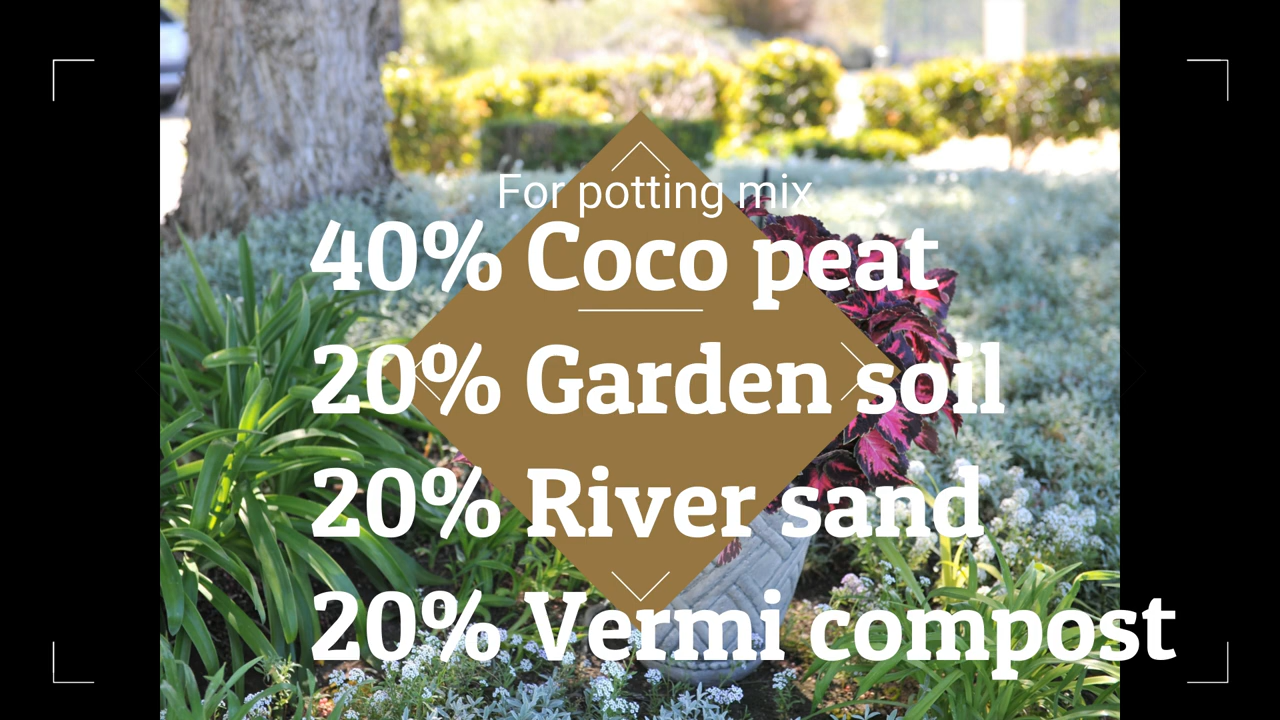 For potting mix
40% Coco peat
20% Garden soil
20% River sand
20% Vermi compost